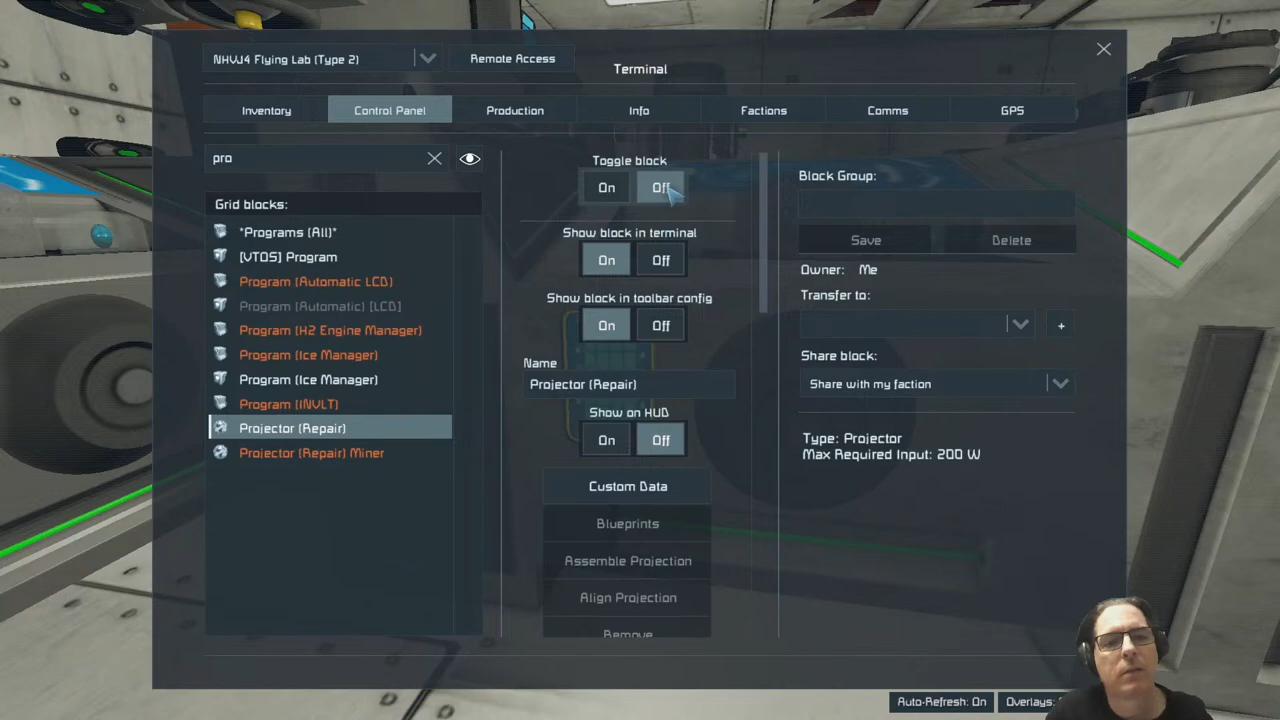 NHVJ4 Flying Lab (Type 2)
Remote Access
Terminal
Inventory
Control Panel
Production
Info
Factions
Comms
GPS
pro
Grid blocks:
*Programs (All)*
[VTOS] Program
Program (Automatic LCD)
Program (Automatic) [LCD]
Program (H2 Engine Manager)
Program (Ice Manager)
Program (Ice Manager)
Program (INVLT)
Projector (Repair)
Projector (Repair) Miner
Toggle block
On Off
Show block in terminal
On Off
Show block in toolbar config
On Off
Name
Projector (Repair)
Show on HUD
On Off
Custom Data
Blueprints
Assemble Projection
Align Projection
Remove
Block Group:
Save
Delete
Owner: Me
Transfer to:
+
Share block:
Share with my faction
Type: Projector
Max Required Input: 200 W
Auto-Refresh: On
Overlays: